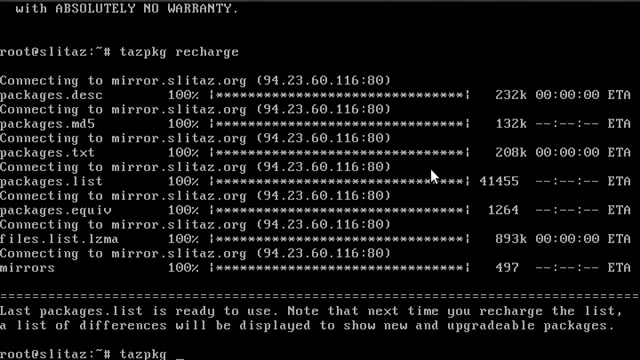 with ABSOLUTELY NO WARRANTY.
root@slitaz:~# tazpkg recharge
Connecting to mirror.slitaz.org (94.23.60.116:80)
packages.desc 100% |*******************************| 232k 00:00:00 ETA
Connecting to mirror.slitaz.org (94.23.60.116:80)
packages.md5 100% |*******************************| 132k --:--:-- ETA
Connecting to mirror.slitaz.org (94.23.60.116:80)
packages.txt 100% |*******************************| 208k 00:00:00 ETA
Connecting to mirror.slitaz.org (94.23.60.116:80)
packages.list 100% |*******************************| 41455 --:--:-- ETA
Connecting to mirror.slitaz.org (94.23.60.116:80)
packages.equiv 100% |*******************************| 1264 --:--:-- ETA
Connecting to mirror.slitaz.org (94.23.60.116:80)
files.list.lzma 100% |*******************************| 893k 00:00:00 ETA
Connecting to mirror.slitaz.org (94.23.60.116:80)
mirrors 100% |*******************************| 497 --:--:-- ETA
================================================================================
Last packages.list is ready to use. Note that next time you recharge the list,
a list of differences will be displayed to show new and upgradeable packages.
root@slitaz:~# tazpkg _